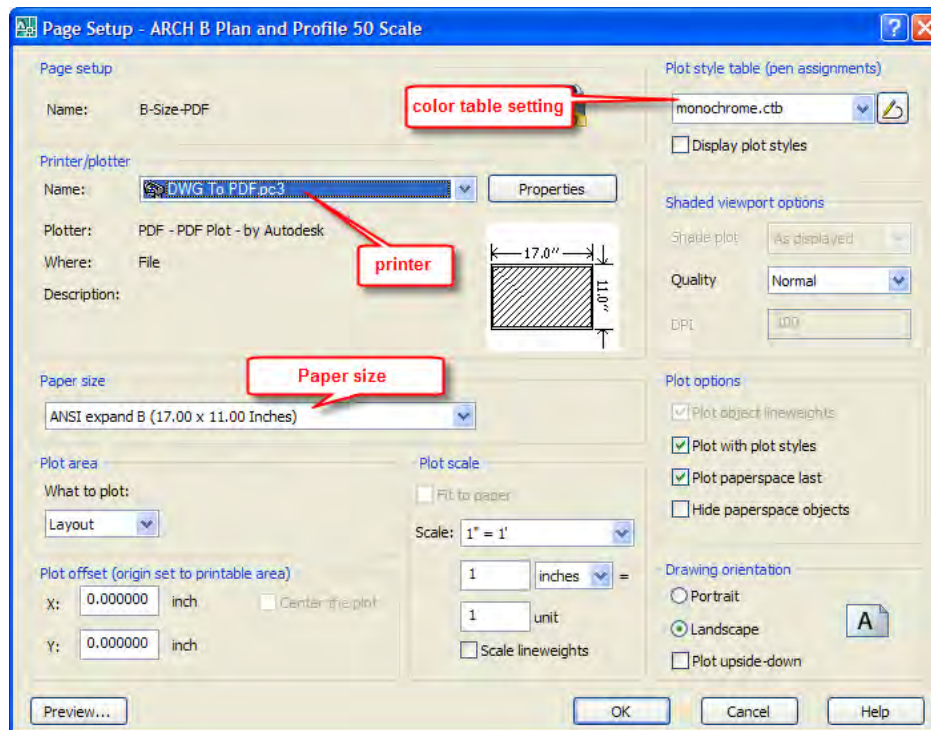 Page Setup - ARCH B Plan and Profile 50 Scale
Page setup
Name: B-Size-PDF
color table setting
Plot style table (pen assignments)
monochrome.ctb
Display plot styles
Printer/plotter
Name: DWG To PDF.pc3
Properties
Plotter: PDF - PDF Plot - by Autodesk
Where: File
printer
Description:
17.0"
11.0"
Shaded viewport options
Shade plot As displayed
Quality Normal
DPI 100
Paper size
Paper size
ANSI expand B (17.00 x 11.00 Inches)
Plot options
Plot object lineweights
Plot with plot styles
Plot paperspace last
Hide paperspace objects
Plot area
What to plot:
Layout
Plot scale
Fit to paper
Scale: 1" = 1'
1 inches =
1 unit
Scale lineweights
Plot offset (origin set to printable area)
X: 0.000000 inch Center the plot
Y: 0.000000 inch
Drawing orientation
Portrait
Landscape
A
Plot upside-down
Preview...
OK Cancel Help